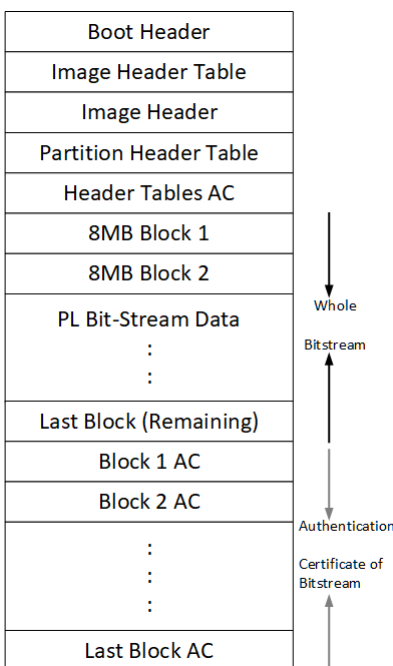 Boot Header
Image Header Table
Image Header
Partition Header Table
Header Tables AC
8MB Block 1
8MB Block 2
PL Bit-Stream Data
:
:
Last Block (Remaining)
Block 1 AC
Block 2 AC
:
:
:
Last Block AC
Whole
Bitstream
Authentication
Certificate of
Bitstream